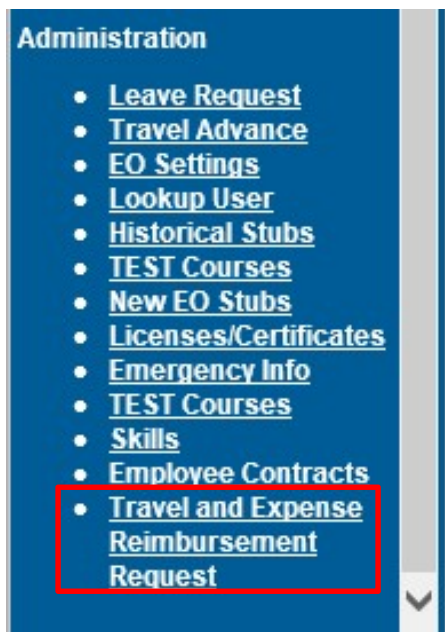 Administration
Leave Request
Travel Advance
EO Settings
Lookup User
Historical Stubs
TEST Courses
New EO Stubs
Licenses/Certificates
Emergency Info
TEST Courses
Skills
Employee Contracts
Travel and Expense
Reimbursement
Request